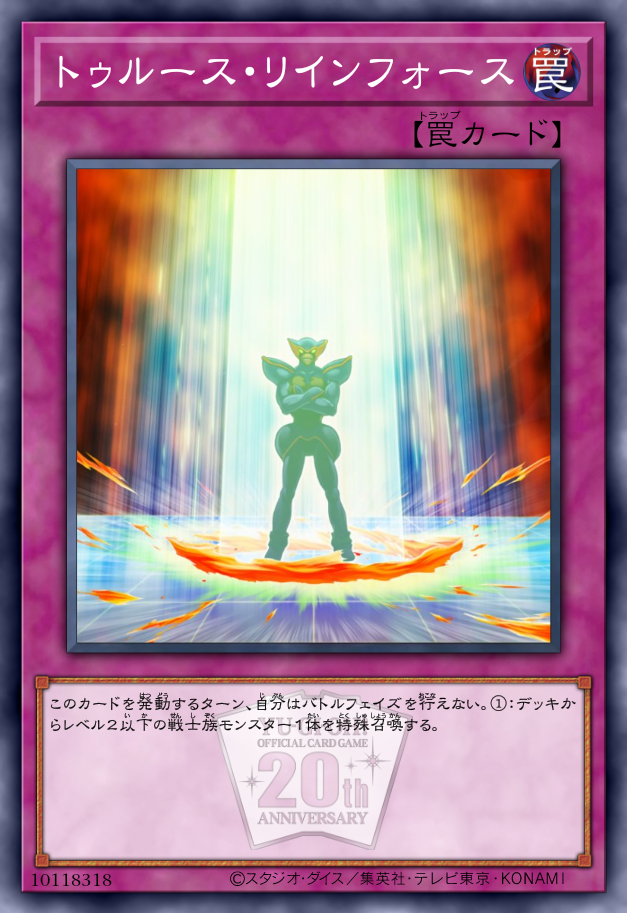 トゥルース・リインフォース 罠
トラップ
【罠カード】
トラップ
このカードを発動するターン、自分はバトルフェイズを行えない。①：デッキか
らレベル２以下の戦士族モンスター１体を特殊召喚する。
YU-GI-OH!
OFFICIAL CARD GAME
20th
ANNIVERSARY
10118318
©スタジオ・ダイス／集英社・テレビ東京・KONAMI